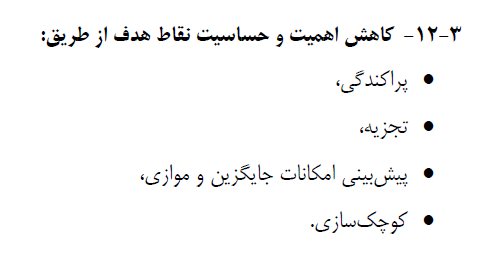 ۳-۱۲- کاهش اهمیت و حساسیت نقاط هدف از طریق:
• پراکندگی،
• تجزیه،
• پیش‌بینی امکانات جایگزین و موازی،
• کوچک‌سازی.